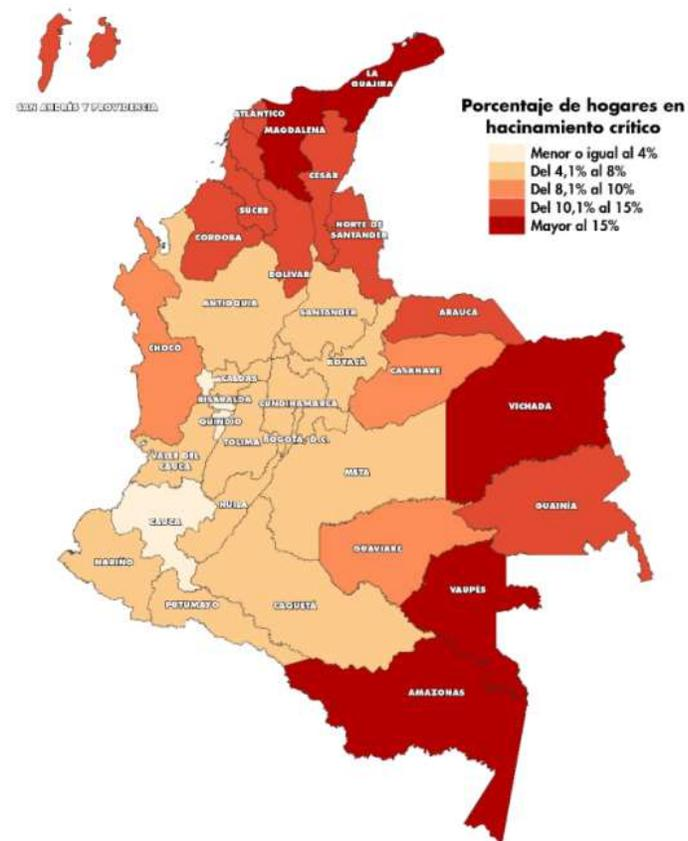 SAN ANDRÉS Y PROVIDENCIA
LA
GUAJIRA
ATLÁNTICO
MAGDALENA
CESAR
Porcentaje de hogares en
hacinamiento crítico
Menor o igual al 4%
Del 4,1% al 8%
Del 8,1% al 10%
Del 10,1% al 15%
Mayor al 15%
SUCRE
NORTE DE
SANTANDER
CORDOBA
BOLÍVAR
ANTIOQUIA
SANTANDER
ARAUCA
CHOCÓ
BOYACÁ
CASANARE
CALDAS
RISARALDA
CUNDINAMARCA
VICHADA
QUINDIO
TOLIMA
BOGOTÁ, D.C.
VALLE DEL
CAUCA
META
HUILA
GUAINÍA
CAUCA
GUAVIARE
NARIÑO
VAUPÉS
PUTUMAYO
CAQUETÁ
AMAZONAS